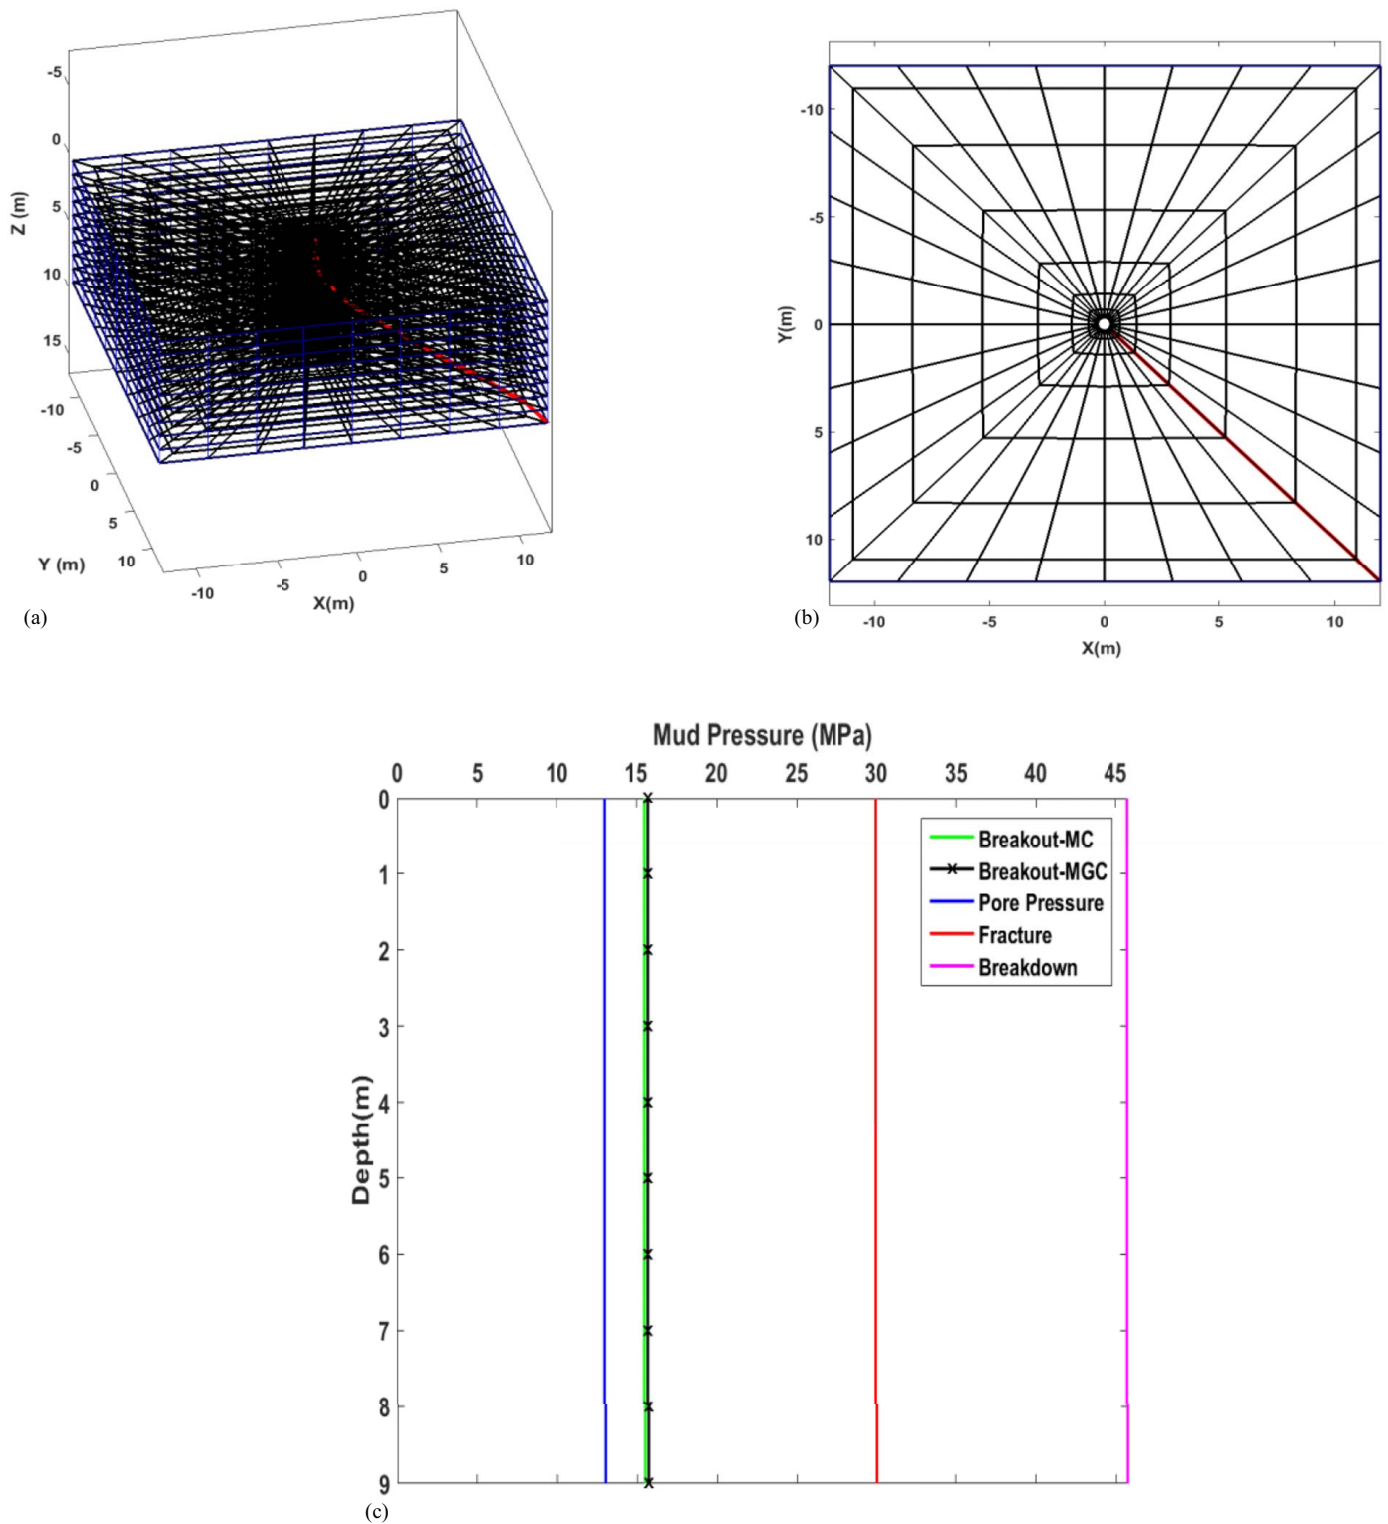 -5
0
5
10
15
Z (m)
-10
-5
0
5
10
Y (m)
-10
-5
0
5
10
X(m)
(a)
-10
-5
0
5
10
Y(m)
-10
-5
0
5
10
X(m)
(b)
Mud Pressure (MPa)
0 5 10 15 20 25 30 35 40 45
0
1
2
3
4
5
6
7
8
9
Depth(m)
Breakout-MC
Breakout-MGC
Pore Pressure
Fracture
Breakdown
(c)